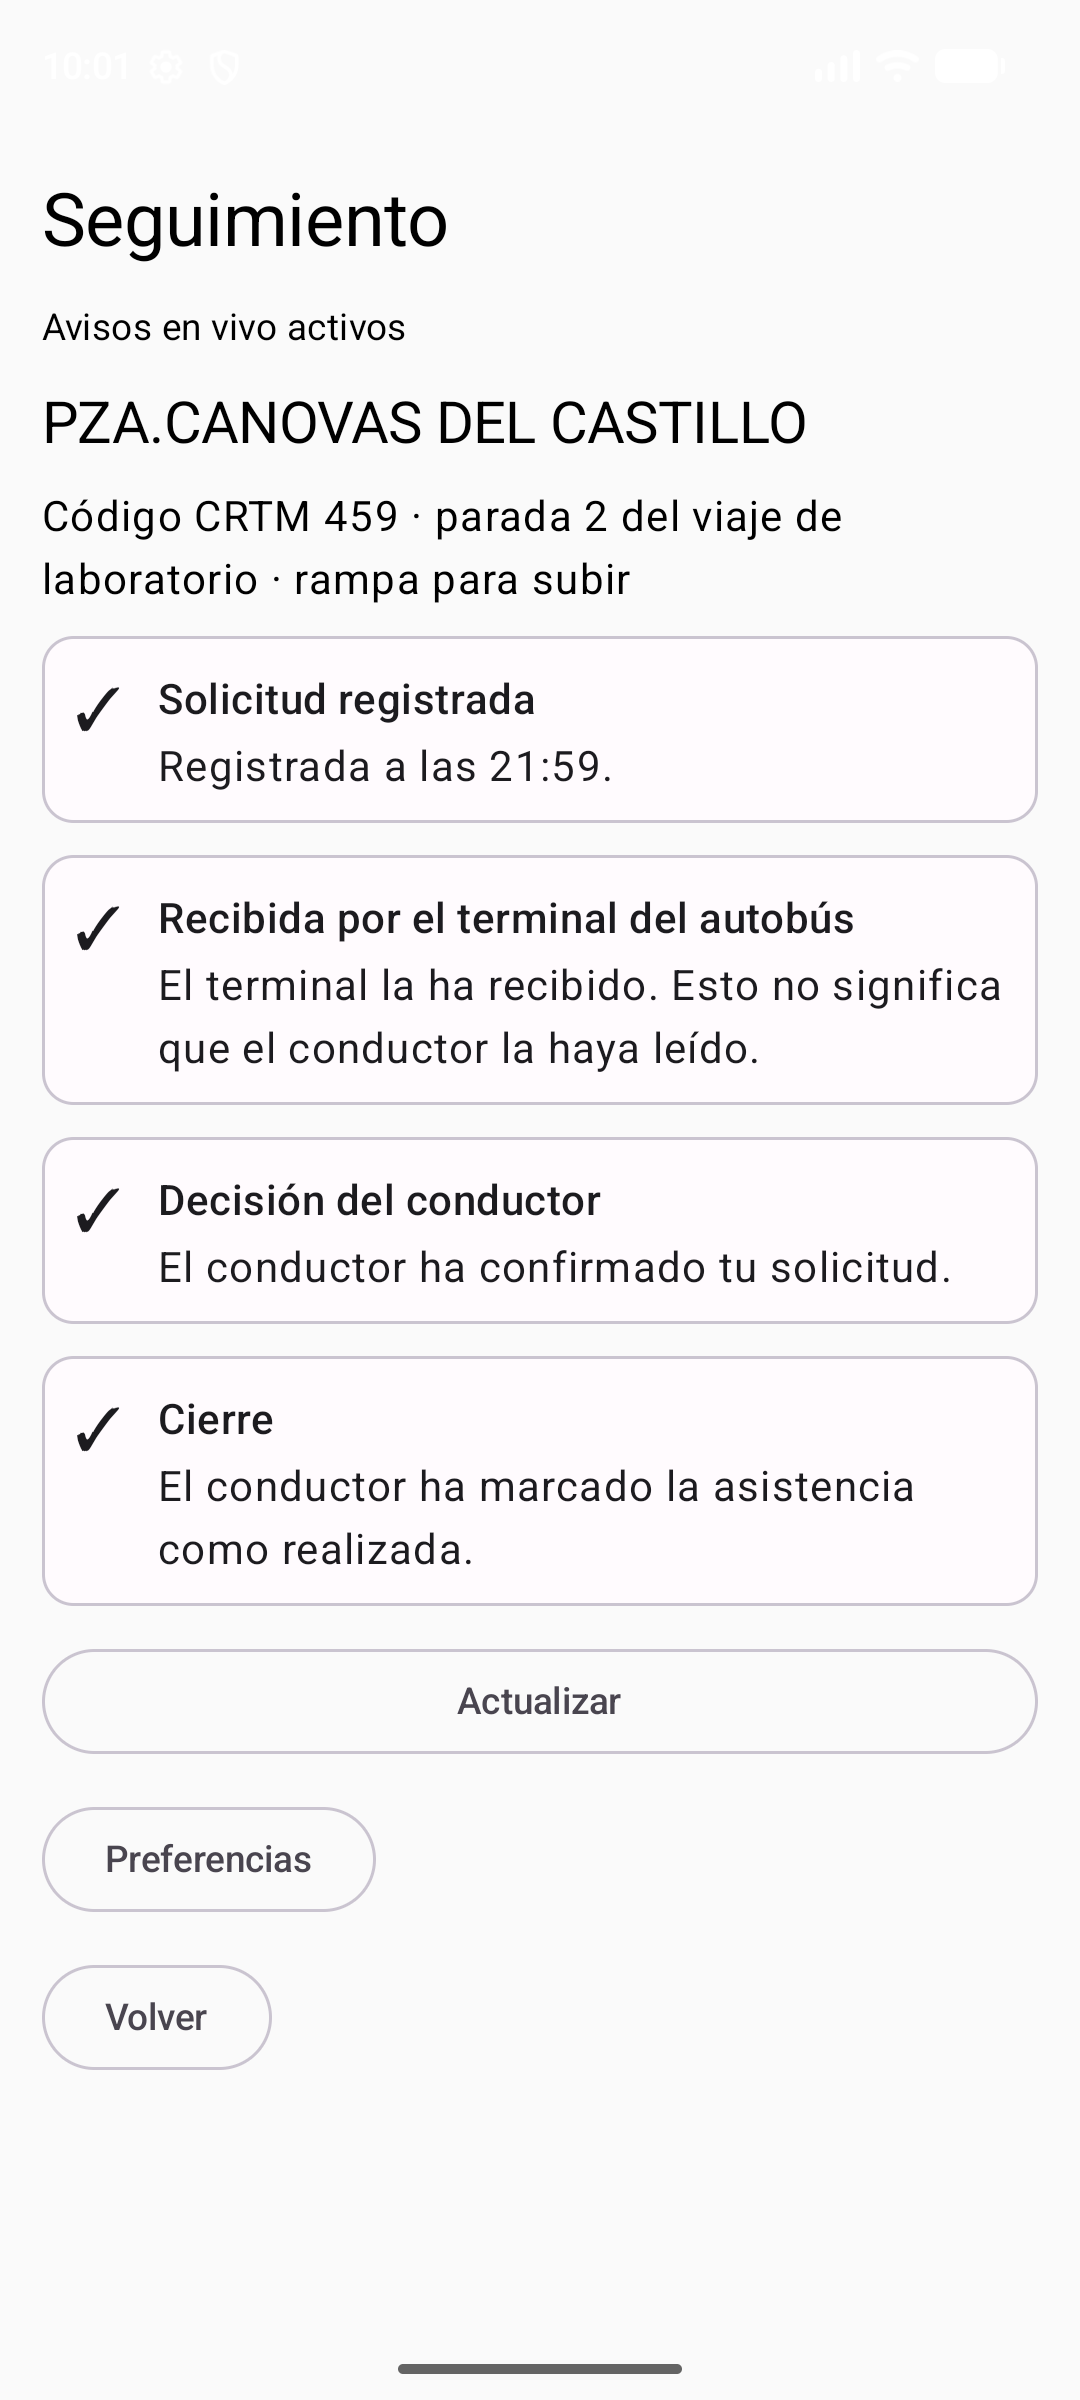 10:01
Seguimiento
Avisos en vivo activos
PZA.CANOVAS DEL CASTILLO
Código CRTM 459 · parada 2 del viaje de
laboratorio · rampa para subir
✓ Solicitud registrada
Registrada a las 21:59.
✓ Recibida por el terminal del autobús
El terminal la ha recibido. Esto no significa
que el conductor la haya leído.
✓ Decisión del conductor
El conductor ha confirmado tu solicitud.
✓ Cierre
El conductor ha marcado la asistencia
como realizada.
Actualizar
Preferencias
Volver